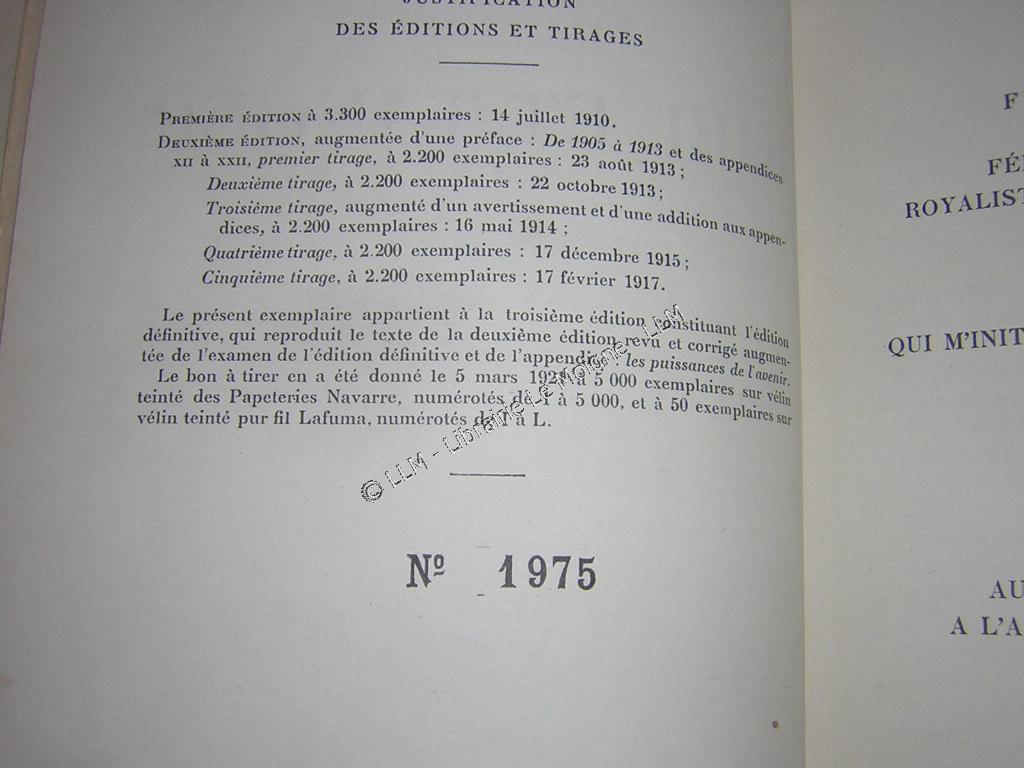 JUSTIFICATION
DES ÉDITIONS ET TIRAGES
PREMIÈRE ÉDITION à 3.300 exemplaires : 14 juillet 1910.
DEUXIÈME ÉDITION, augmentée d'une préface : De 1905 à 1913 et des appendices
XII à XXII, premier tirage, à 2.200 exemplaires : 23 août 1913 ;
Deuxième tirage, à 2.200 exemplaires : 22 octobre 1913 ;
Troisième tirage, augmenté d'un avertissement et d'une addition aux appen-
dices, à 2.200 exemplaires : 16 mai 1914 ;
Quatrième tirage, à 2.200 exemplaires : 17 décembre 1915 ;
Cinquième tirage, à 2.200 exemplaires : 17 février 1917.
Le présent exemplaire appartient à la troisième édition constituant l'édition
définitive, qui reproduit le texte de la deuxième édition revu et corrigé augmen-
tée de l'examen de l'édition définitive et de l'appendice : les puissances de l'avenir.
Le bon à tirer en a été donné le 5 mars à 5 000 exemplaires sur vélin
teinté des Papeteries Navarre, numérotés de 1 à 5 000, et à 50 exemplaires sur
vélin teinté pur fil Lafuma, numérotés de I à L.
© LLM - Librairie Le Moigne - LLM
Nº 1975
F
FÉ
ROYALIST
QUI M'INIT
AU
A L'A